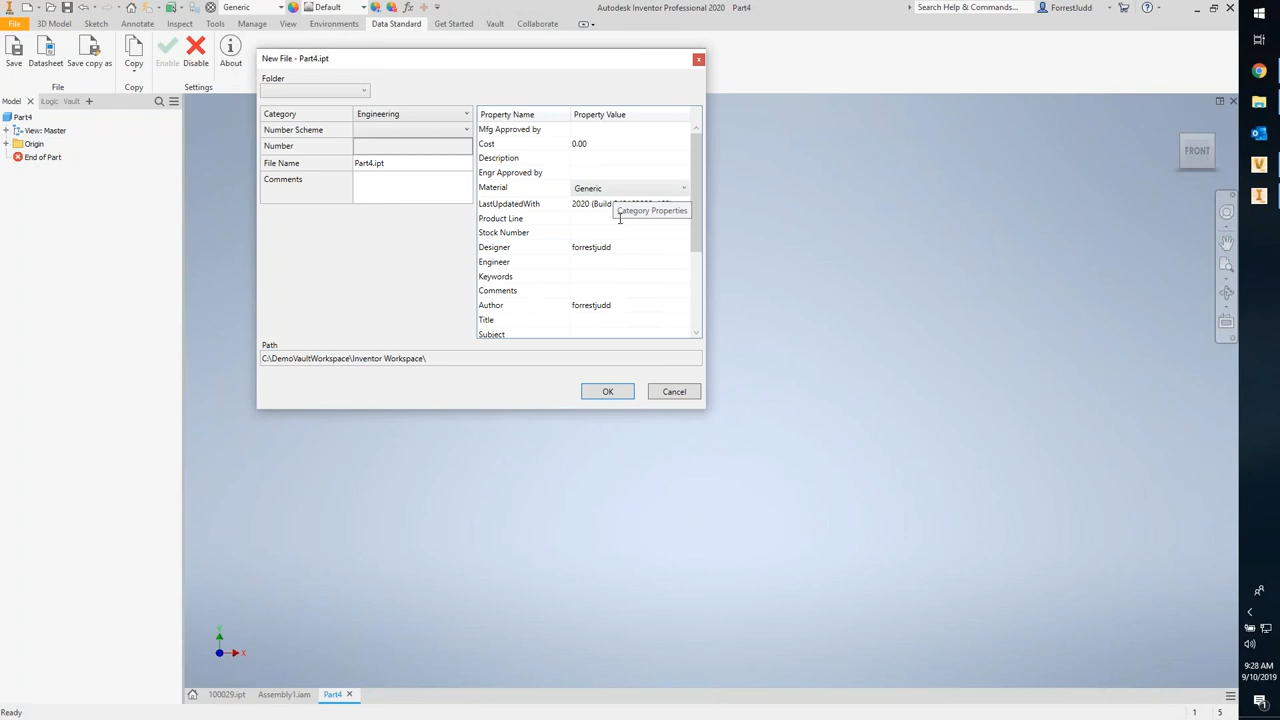 Generic
Default
Autodesk Inventor Professional 2020 Part4
Search Help & Commands...
ForrestJudd
File
3D Model
Sketch
Annotate
Inspect
Tools
Manage
View
Environments
Data Standard
Get Started
Vault
Collaborate
Save
Datasheet
Save copy as
Copy
Enable
Disable
About
File
Copy
Settings
Model
iLogic
Vault
Part4
View: Master
Origin
End of Part
New File - Part4.ipt
Folder
Category
Engineering
Number Scheme
Number
File Name
Part4.ipt
Comments
Property Name
Property Value
Mfg Approved by
Cost
0.00
Description
Engr Approved by
Material
Generic
LastUpdatedWith
2020 (Build
Category Properties
Product Line
Stock Number
Designer
forrestjudd
Engineer
Keywords
Comments
Author
forrestjudd
Title
Subject
Path
C:\DemoVaultWorkspace\Inventor Workspace\
OK
Cancel
FRONT
Y
X
100029.ipt
Assembly1.iam
Part4
Ready
1
5
9:28 AM
9/10/2019
1